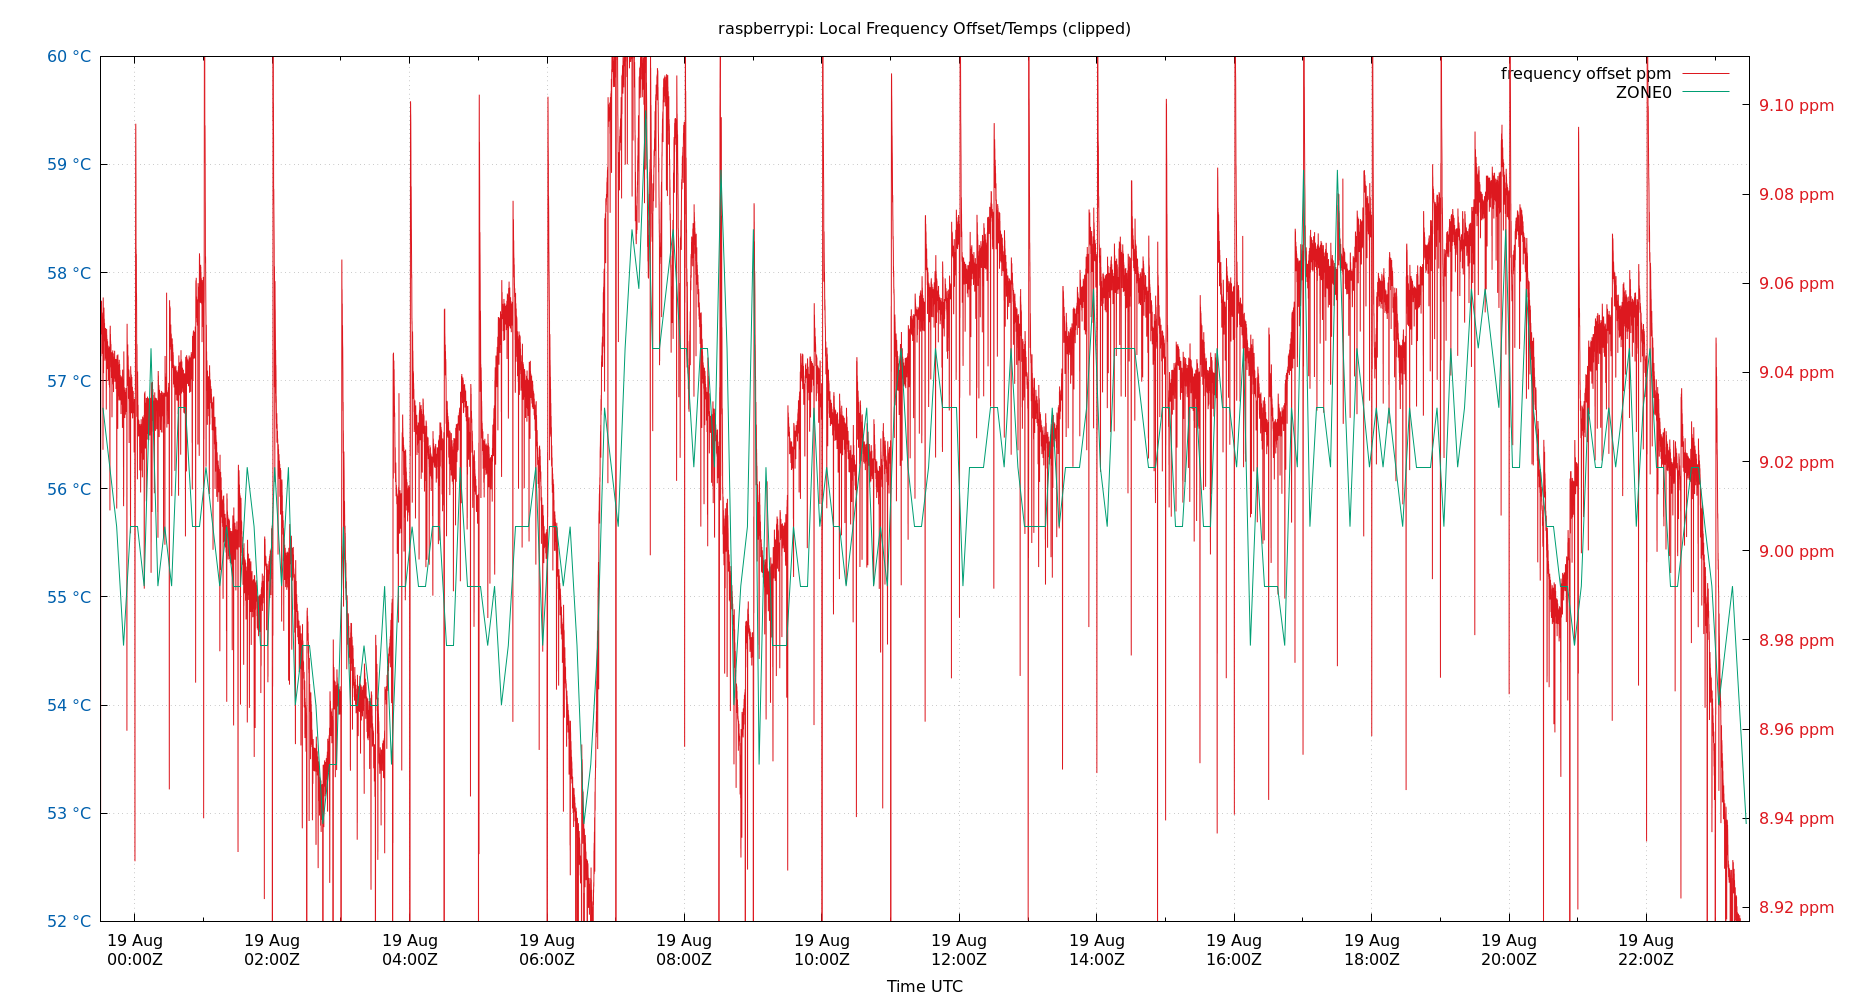 raspberrypi: Local Frequency Offset/Temps (clipped)
60 °C
59 °C
58 °C
57 °C
56 °C
55 °C
54 °C
53 °C
52 °C
frequency offset ppm
ZONE0
9.10 ppm
9.08 ppm
9.06 ppm
9.04 ppm
9.02 ppm
9.00 ppm
8.98 ppm
8.96 ppm
8.94 ppm
8.92 ppm
19 Aug 19 Aug 19 Aug 19 Aug 19 Aug 19 Aug 19 Aug 19 Aug 19 Aug 19 Aug 19 Aug 19 Aug
00:00Z 02:00Z 04:00Z 06:00Z 08:00Z 10:00Z 12:00Z 14:00Z 16:00Z 18:00Z 20:00Z 22:00Z
Time UTC